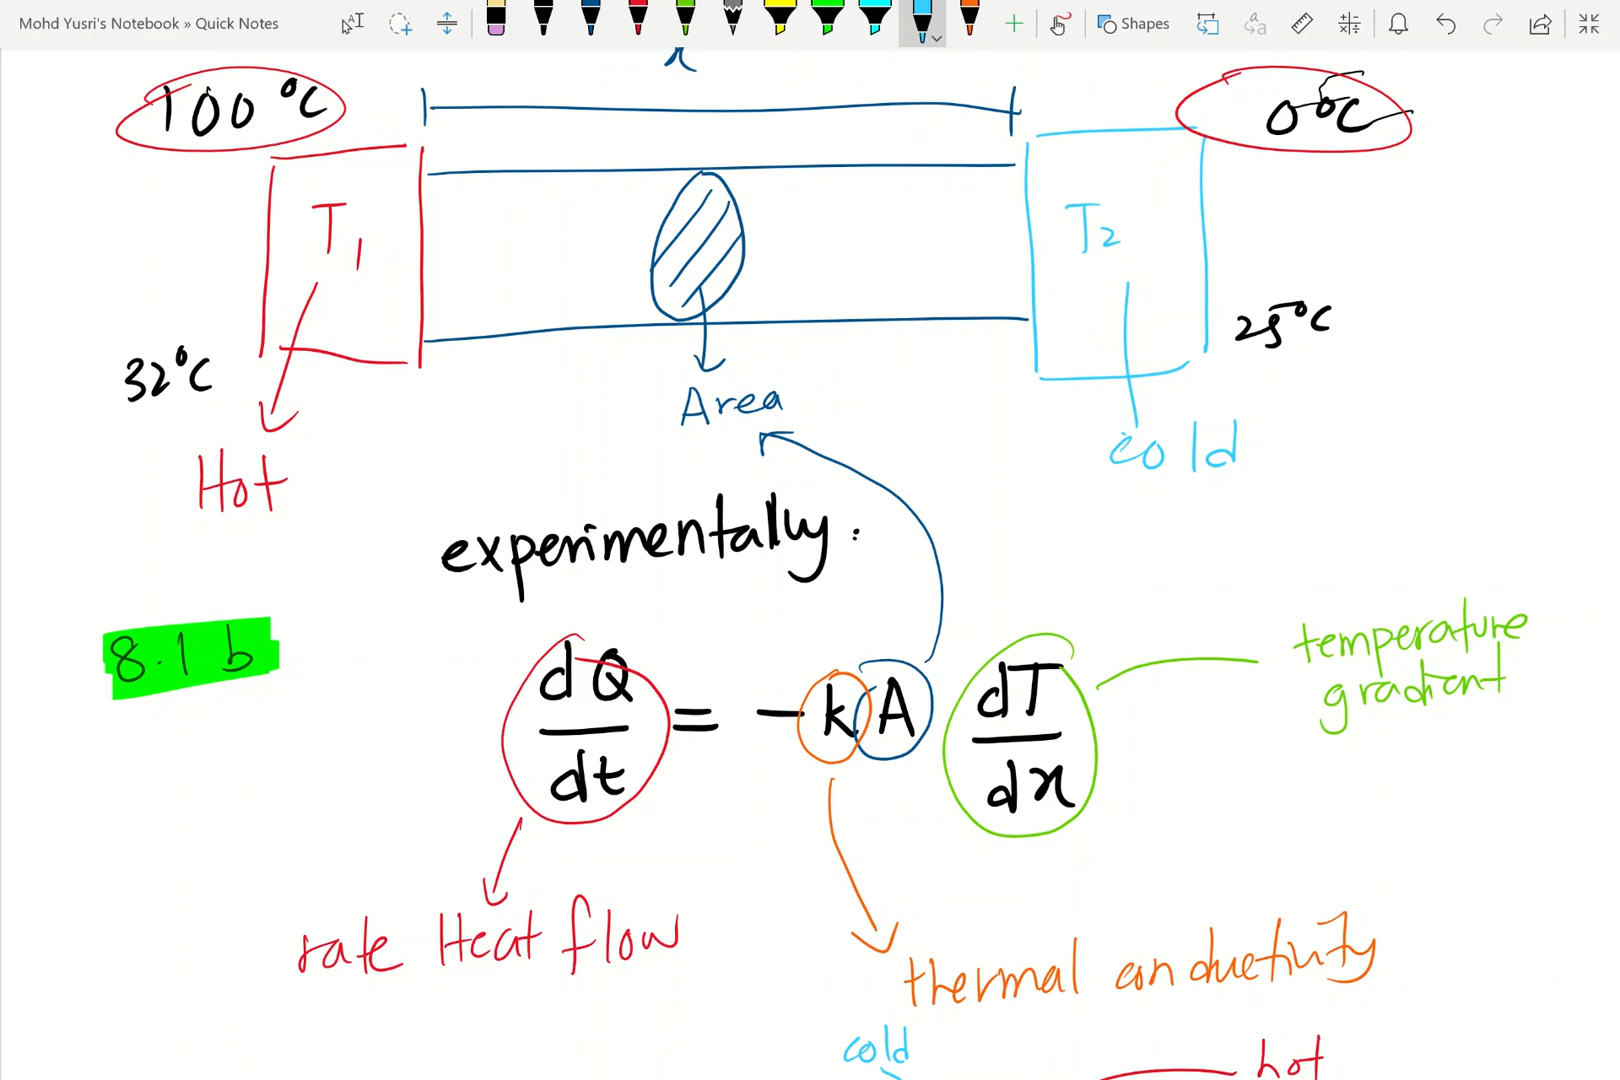 Mohd Yusri's Notebook » Quick Notes
Shapes
x
100 °C
0 °C
T1
T2
32°C
25°C
Area
Hot
cold
experimentally:
8.1 b
dQ/dt = - k A dT/dx
temperature
gradient
rate Heat flow
thermal conductivity
cold
hot